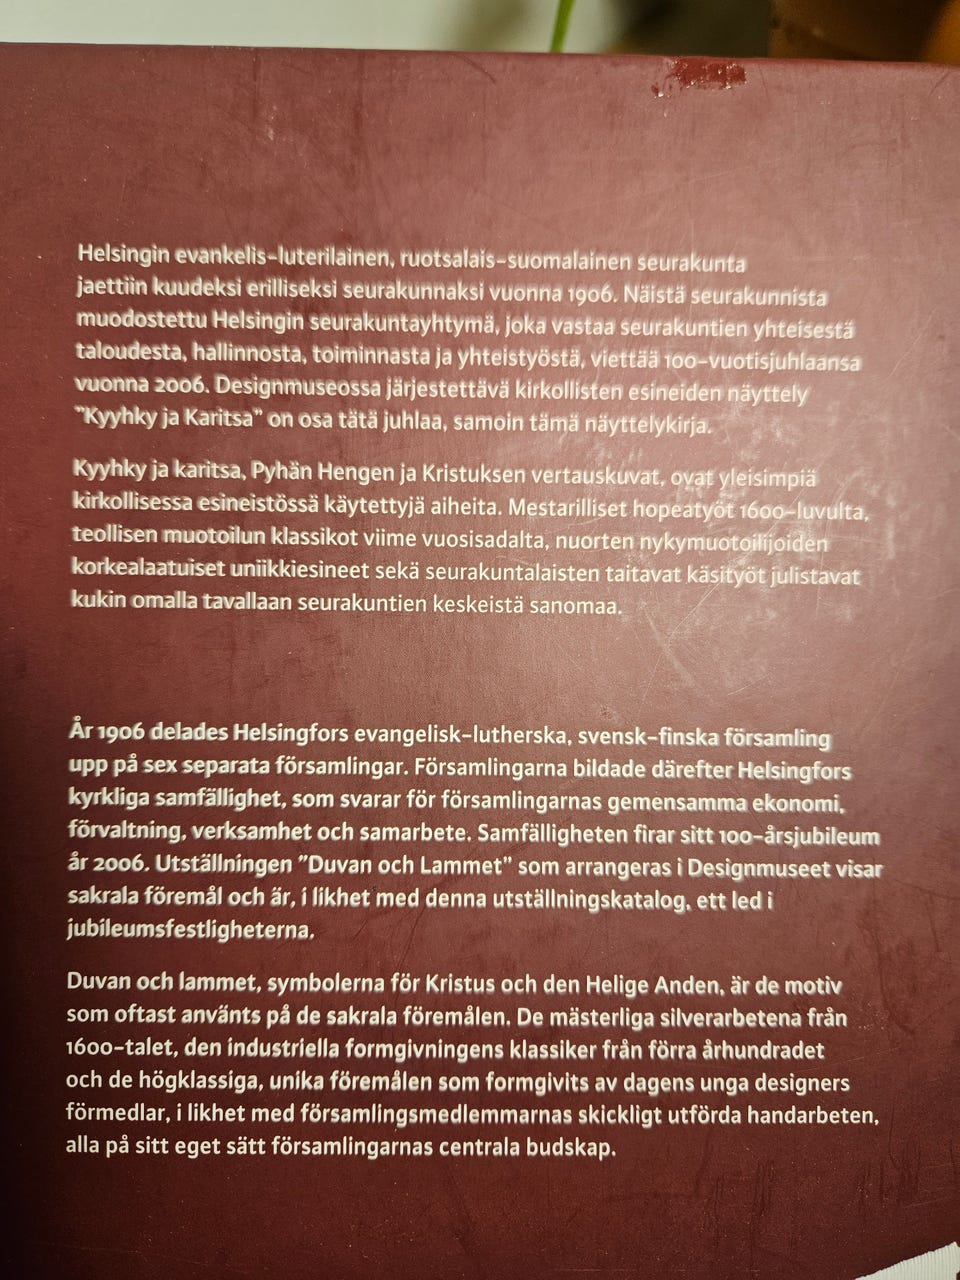 Helsingin evankelis-luterilainen, ruotsalais-suomalainen seurakunta
jaettiin kuudeksi erilliseksi seurakunnaksi vuonna 1906. Näistä seurakunnista
muodostettu Helsingin seurakuntayhtymä, joka vastaa seurakuntien yhteisestä
taloudesta, hallinnosta, toiminnasta ja yhteistyöstä, viettää 100-vuotisjuhlaansa
vuonna 2006. Designmuseossa järjestettävä kirkollisten esineiden näyttely
"Kyyhky ja Karitsa" on osa tätä juhlaa, samoin tämä näyttelykirja.
Kyyhky ja karitsa, Pyhän Hengen ja Kristuksen vertauskuvat, ovat yleisimpiä
kirkollisessa esineistössä käytettyjä aiheita. Mestarilliset hopeatyöt 1600-luvulta,
teollisen muotoilun klassikot viime vuosisadalta, nuorten nykymuotoilijoiden
korkealaatuiset uniikkiesineet sekä seurakuntalaisten taitavat käsityöt julistavat
kukin omalla tavallaan seurakuntien keskeistä sanomaa.
År 1906 delades Helsingfors evangelisk-lutherska, svensk-finska församling
upp på sex separata församlingar. Församlingarna bildade därefter Helsingfors
kyrkliga samfällighet, som svarar för församlingarnas gemensamma ekonomi,
förvaltning, verksamhet och samarbete. Samfälligheten firar sitt 100-årsjubileum
år 2006. Utställningen "Duvan och Lammet" som arrangeras i Designmuseet visar
sakrala föremål och är, i likhet med denna utställningskatalog, ett led i
jubileumsfestligheterna.
Duvan och lammet, symbolerna för Kristus och den Helige Anden, är de motiv
som oftast använts på de sakrala föremålen. De mästerliga silverarbetena från
1600-talet, den industriella formgivningens klassiker från förra århundradet
och de högklassiga, unika föremålen som formgivits av dagens unga designers
förmedlar, i likhet med församlingsmedlemmarnas skickligt utförda handarbeten,
alla på sitt eget sätt församlingarnas centrala budskap.